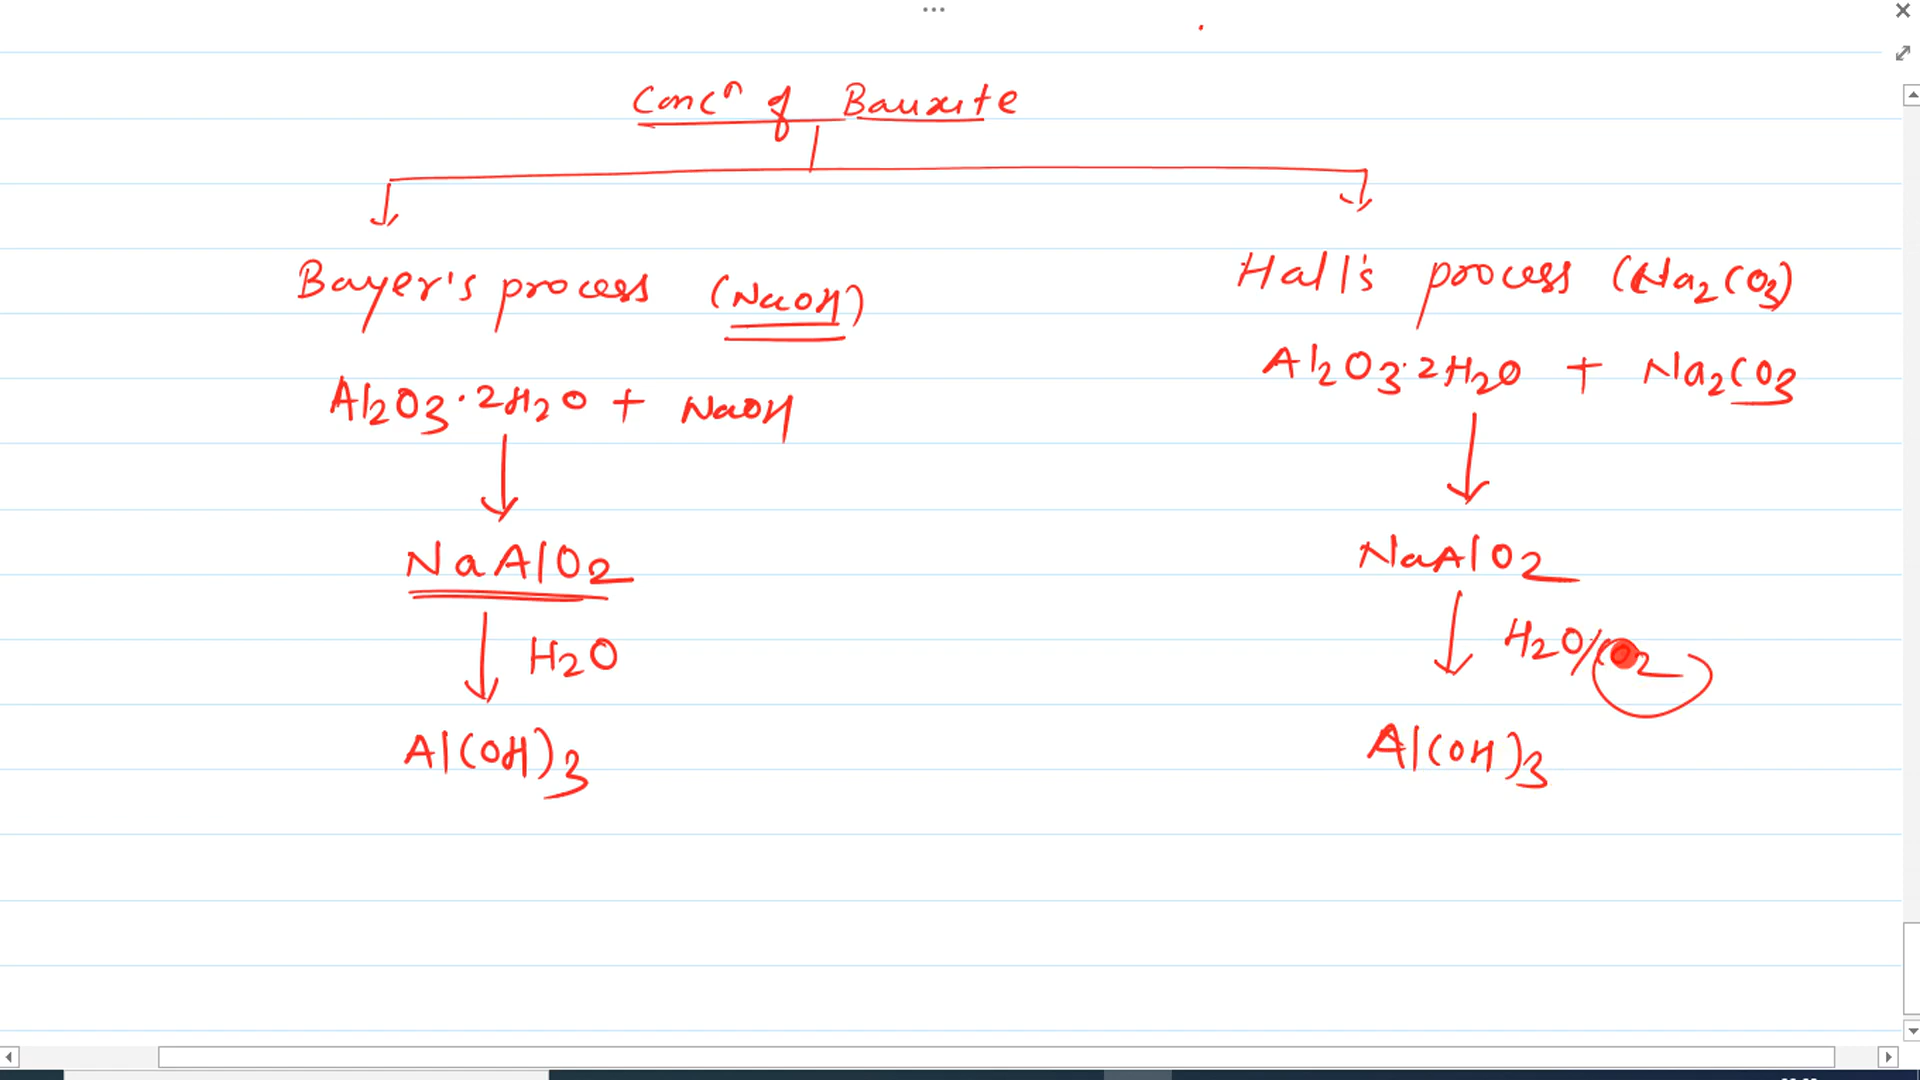 Concⁿ of Bauxite
Bayer's process (NaOH)
Al2O3·2H2O + NaOH
NaAlO2
H2O
Al(OH)3
Hall's process (Na2CO3)
Al2O3·2H2O + Na2CO3
NaAlO2
H2O/CO2
Al(OH)3